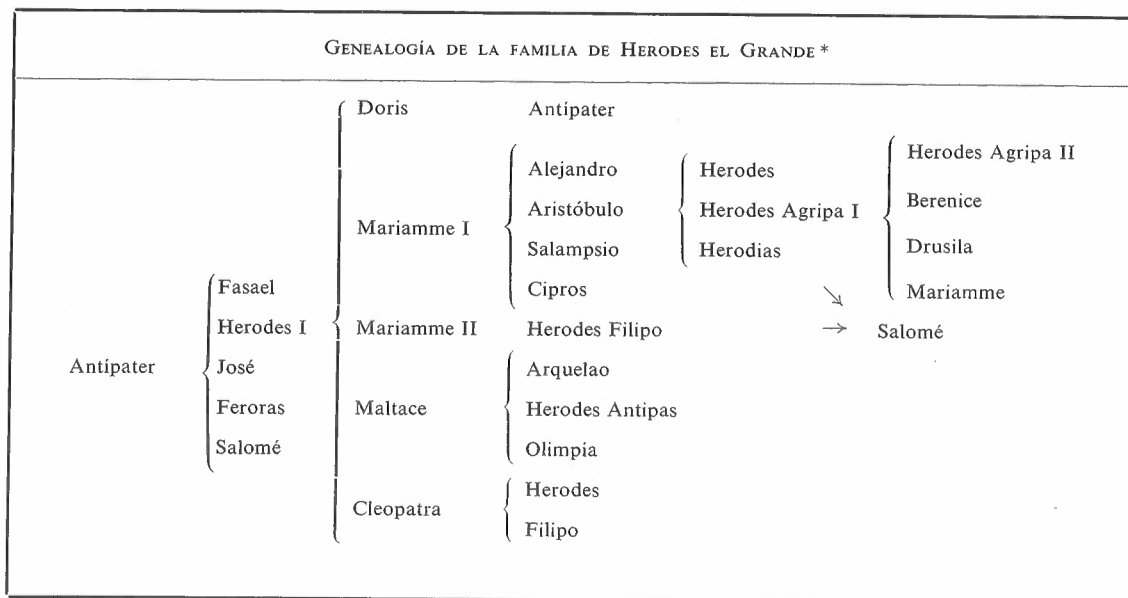 GENEALOGÍA DE LA FAMILIA DE HERODES EL GRANDE *
Doris Antípater
Herodes Agripa II
Alejandro Herodes
Berenice
Aristóbulo Herodes Agripa I
Mariamme I
Salampsio Herodias
Drusila
Fasael
Cipros
Mariamme
Herodes I Mariamme II Herodes Filipo → Salomé
Antípater José
Arquelao
Feroras Maltace Herodes Antipas
Salomé
Olimpia
Herodes
Cleopatra
Filipo